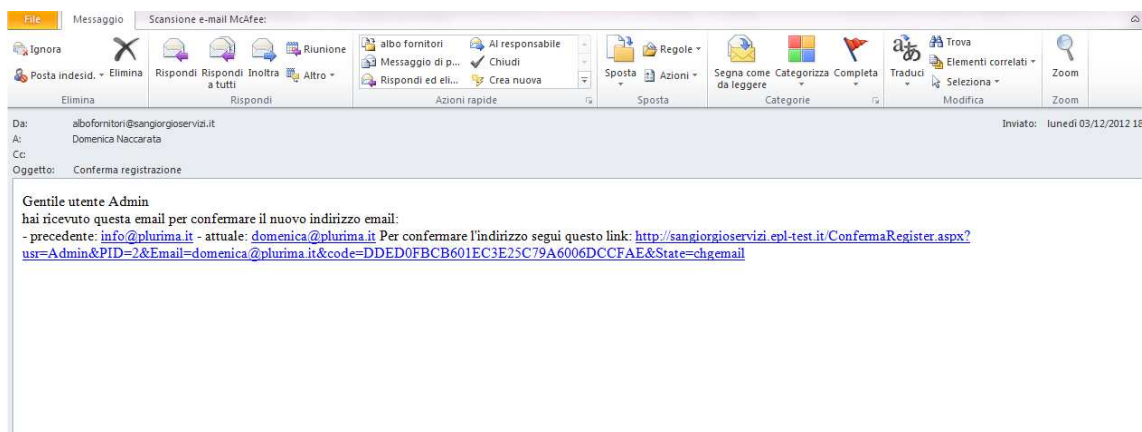 File Messaggio Scansione e-mail McAfee:
Ignora
Posta indesid.
Elimina
Rispondi Rispondi a tutti Inoltra
Riunione
Altro
albo fornitori
Messaggio di p...
Rispondi ed eli...
Al responsabile
Chiudi
Crea nuova
Sposta
Regole
Azioni
Segna come da leggere
Categorizza
Completa
Traduci
Trova
Elementi correlati
Seleziona
Zoom
Elimina Rispondi Azioni rapide Sposta Categorie Modifica Zoom
Da: albofornitori@sangiorgioservizi.it Inviato: lunedì 03/12/2012 18
A: Domenica Naccarata
Cc:
Oggetto: Conferma registrazione
Gentile utente Admin
hai ricevuto questa email per confermare il nuovo indirizzo email:
- precedente: info@plurima.it - attuale: domenica@plurima.it Per confermare l'indirizzo segui questo link: http://sangiorgioservizi.epl-test.it/ConfermaRegister.aspx?
usr=Admin&PID=2&Email=domenica@plurima.it&code=DDED0FBCB601EC3E25C79A6006DCCFAE&State=chgemail